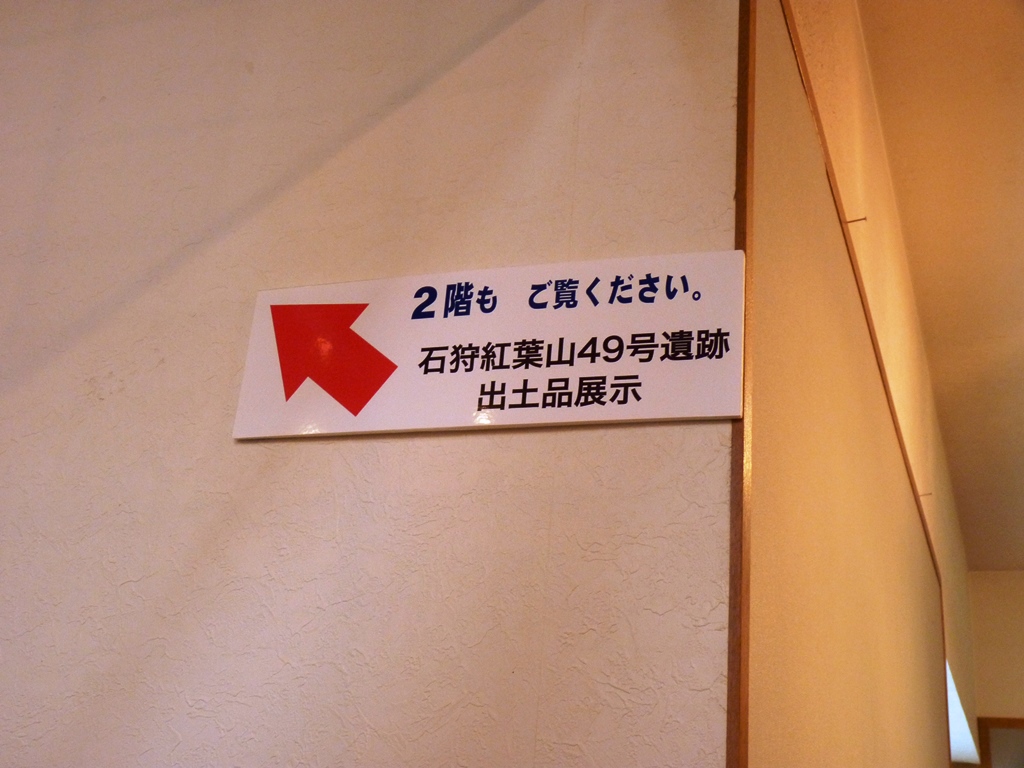 2階も ご覧ください。
石狩紅葉山49号遺跡
出土品展示